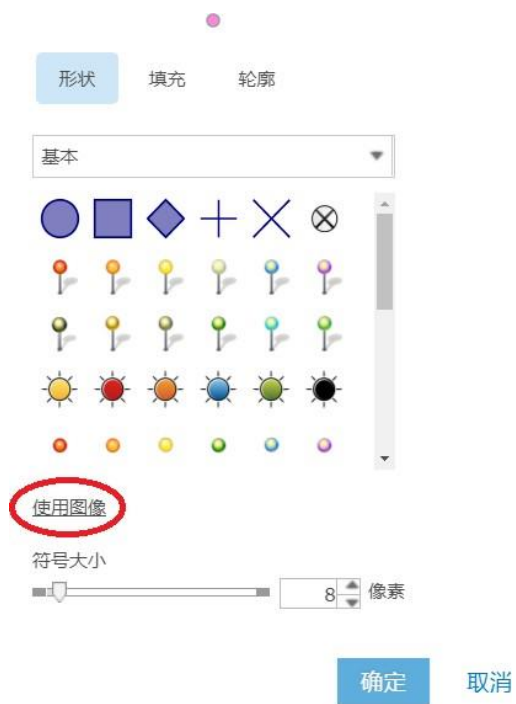 形状 填充 轮廓
基本
使用图像
符号大小
8 像素
确定 取消